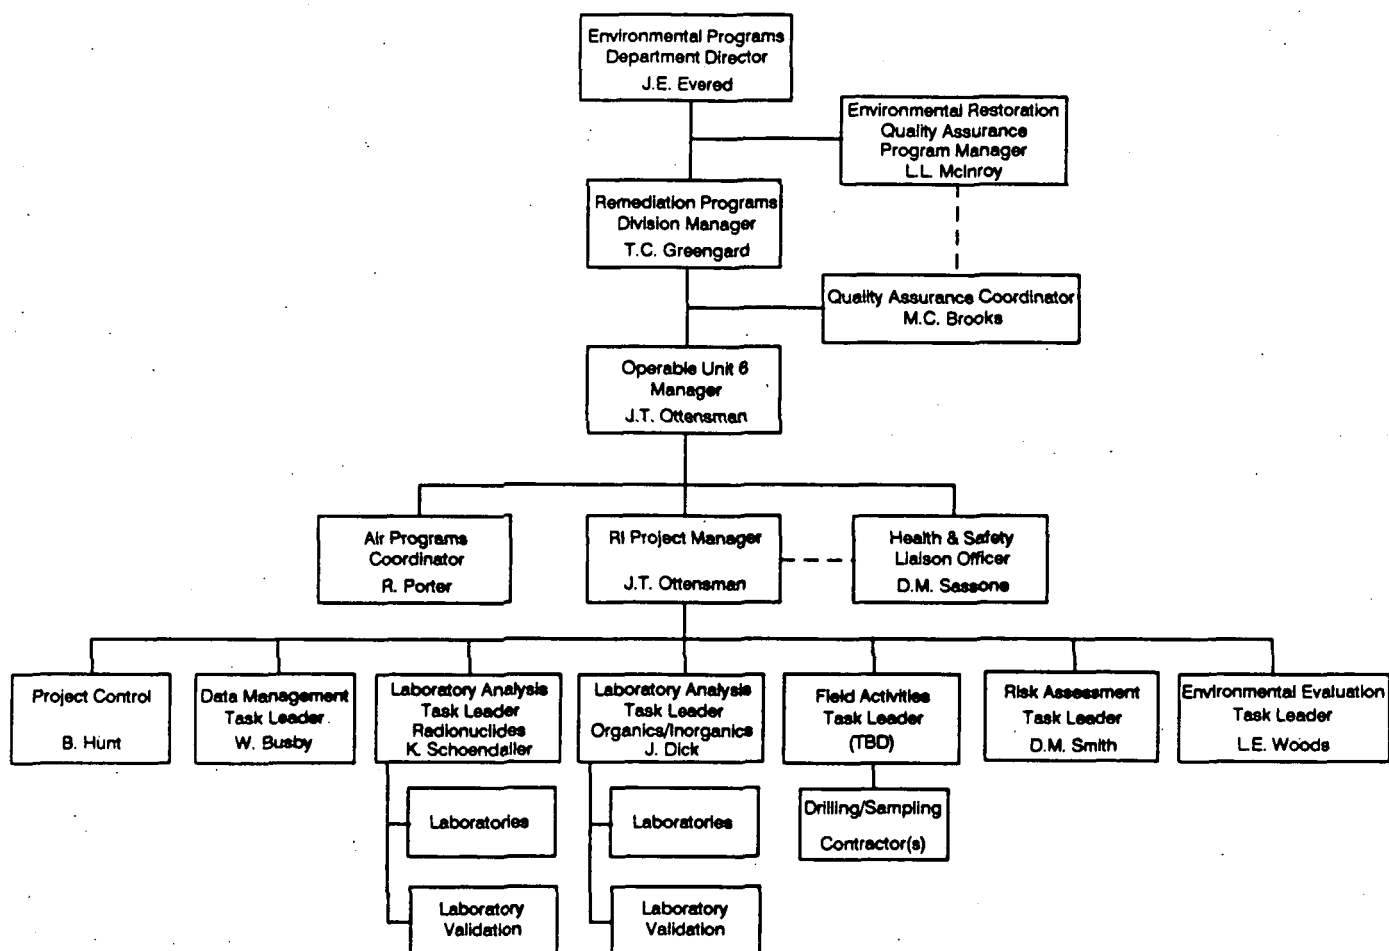 Environmental Programs
Department Director
J.E. Evered
Environmental Restoration
Quality Assurance
Program Manager
L.L. McInroy
Remediation Programs
Division Manager
T.C. Greengard
Quality Assurance Coordinator
M.C. Brooks
Operable Unit 6
Manager
J.T. Ottensman
Air Programs
Coordinator
R. Porter
RI Project Manager
J.T. Ottensman
Health & Safety
Liaison Officer
D.M. Sassone
Project Control
B. Hunt
Data Management
Task Leader
W. Busby
Laboratory Analysis
Task Leader
Radionuclides
K. Schoendaller
Laboratory Analysis
Task Leader
Organics/Inorganics
J. Dick
Field Activities
Task Leader
(TBD)
Risk Assessment
Task Leader
D.M. Smith
Environmental Evaluation
Task Leader
L.E. Woods
Laboratories
Laboratory
Validation
Laboratories
Laboratory
Validation
Drilling/Sampling
Contractor(s)